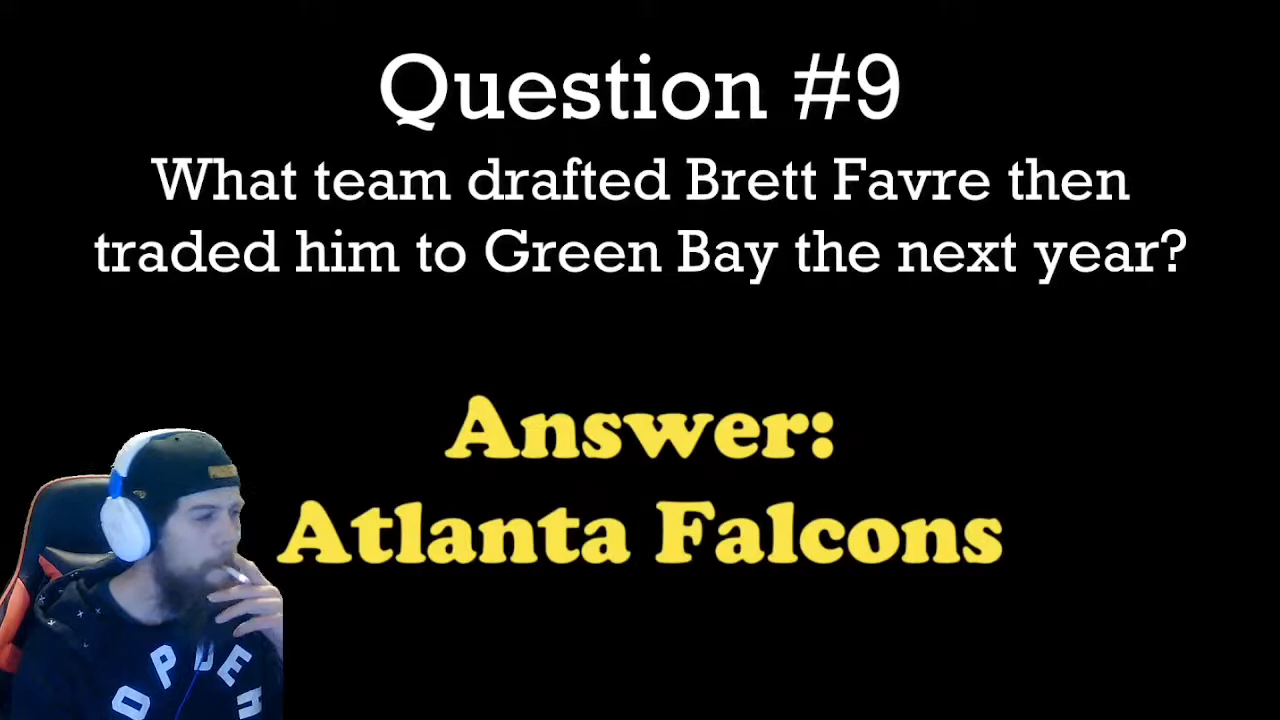 Question #9
What team drafted Brett Favre then
traded him to Green Bay the next year?
Answer:
Atlanta Falcons